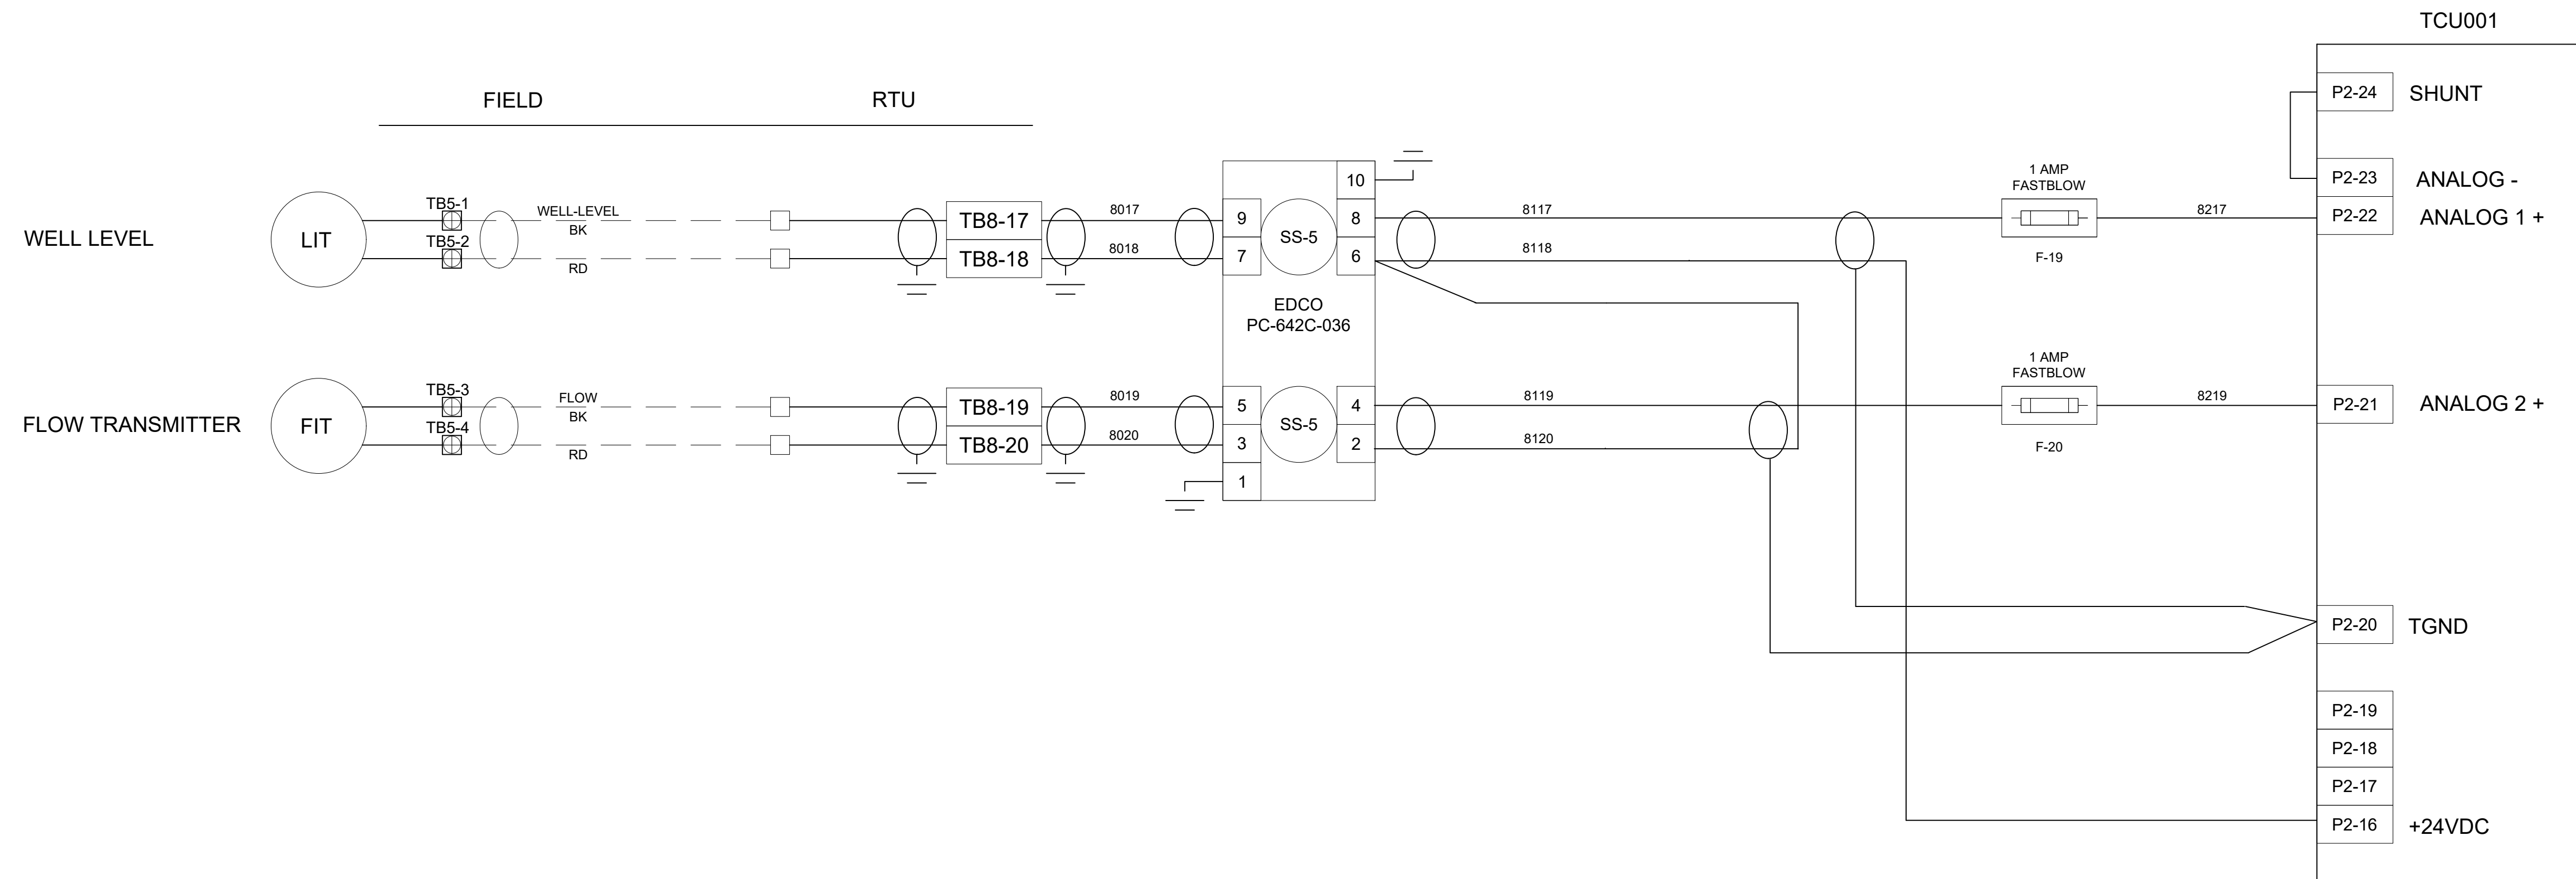 TCU001
P2-24 SHUNT
FIELD RTU
1 AMP
FASTBLOW
P2-23 ANALOG -
10
TB5-1 WELL-LEVEL TB8-17 8017 9 SS-5 8 8117 8217 P2-22 ANALOG 1 +
BK
WELL LEVEL LIT
TB5-2 TB8-18 8018 7 6 8118 F-19
RD
EDCO
PC-642C-036
1 AMP
FASTBLOW
TB5-3 FLOW TB8-19 8019 5 SS-5 4 8119 8219 P2-21 ANALOG 2 +
BK
FLOW TRANSMITTER FIT
TB5-4 TB8-20 8020 3 2 8120 F-20
RD
1
P2-20 TGND
P2-19
P2-18
P2-17
P2-16 +24VDC